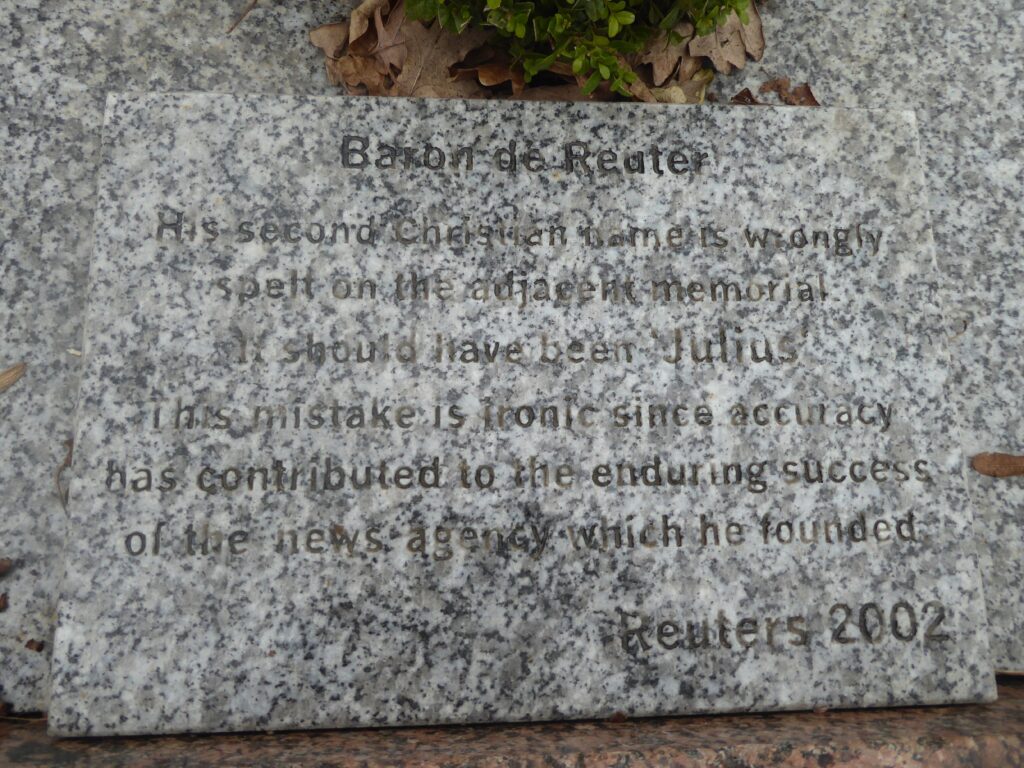 Baron de Reuter
His second Christian name is wrongly
spelt on the adjacent memorial
It should have been 'Julius'
This mistake is ironic since accuracy
has contributed to the enduring success
of the news agency which he founded.
Reuters 2002